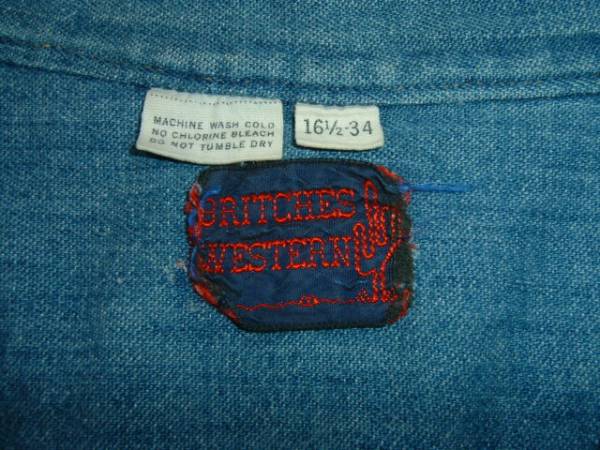 MACHINE WASH COLD
NO CHLORINE BLEACH
DO NOT TUMBLE DRY
16½-34
BRITCHES
WESTERN